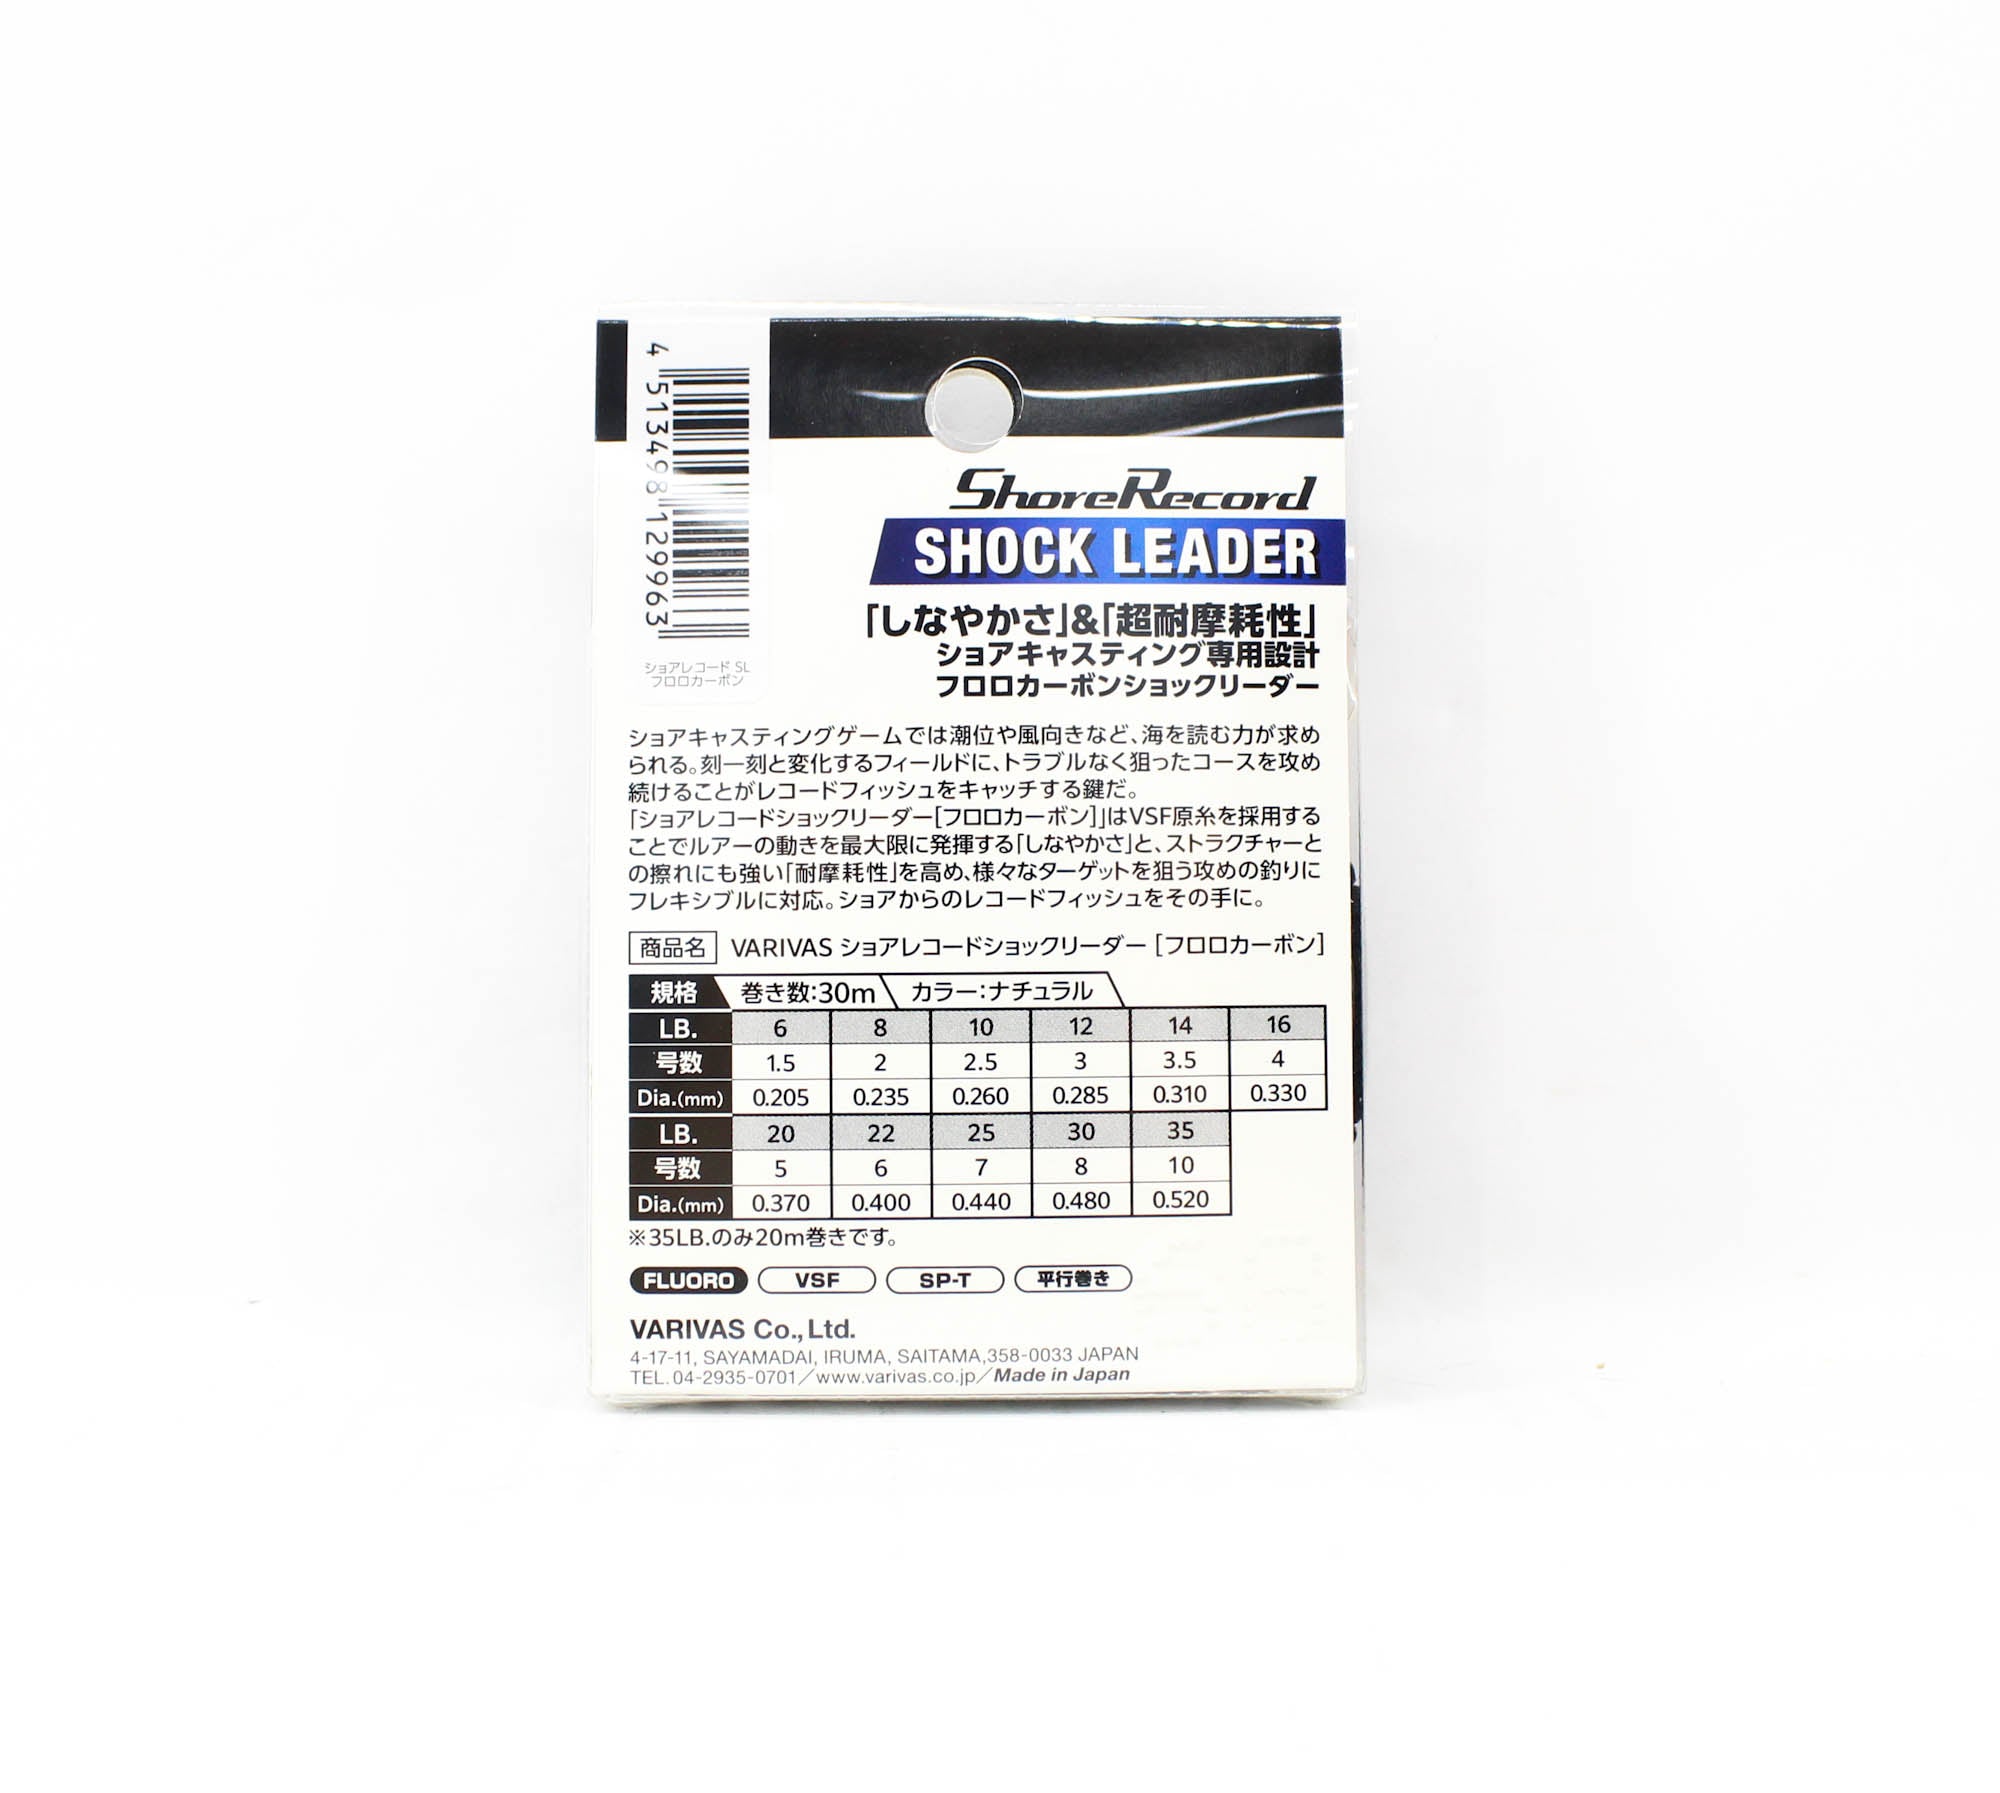 4 513498 129963
ショアレコード SL
フロロカーボン
ShoreRecord
SHOCK LEADER
「しなやかさ」&「超耐摩耗性」
ショアキャスティング専用設計
フロロカーボンショックリーダー
ショアキャスティングゲームでは潮位や風向きなど、海を読む力が求め
られる。刻一刻と変化するフィールドに、トラブルなく狙ったコースを攻め
続けることがレコードフィッシュをキャッチする鍵だ。
「ショアレコードショックリーダー[フロロカーボン]」はVSF原糸を採用する
ことでルアーの動きを最大限に発揮する「しなやかさ」と、ストラクチャーと
の擦れにも強い「耐摩耗性」を高め、様々なターゲットを狙う攻めの釣りに
フレキシブルに対応。ショアからのレコードフィッシュをその手に。
商品名 VARIVAS ショアレコードショックリーダー [フロロカーボン]
規格 巻き数:30m カラー:ナチュラル
LB. 6 8 10 12 14 16
号数 1.5 2 2.5 3 3.5 4
Dia.(mm) 0.205 0.235 0.260 0.285 0.310 0.330
LB. 20 22 25 30 35
号数 5 6 7 8 10
Dia.(mm) 0.370 0.400 0.440 0.480 0.520
※35LB.のみ20m巻きです。
FLUORO VSF SP-T 平行巻き
VARIVAS Co., Ltd.
4-17-11, SAYAMADAI, IRUMA, SAITAMA,358-0033 JAPAN
TEL.04-2935-0701／www.varivas.co.jp／Made in Japan